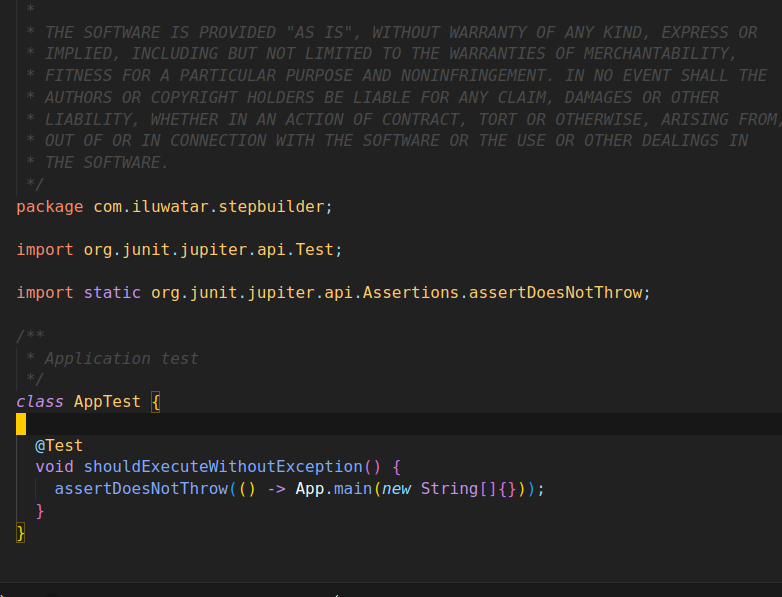 *
* THE SOFTWARE IS PROVIDED "AS IS", WITHOUT WARRANTY OF ANY KIND, EXPRESS OR
* IMPLIED, INCLUDING BUT NOT LIMITED TO THE WARRANTIES OF MERCHANTABILITY,
* FITNESS FOR A PARTICULAR PURPOSE AND NONINFRINGEMENT. IN NO EVENT SHALL THE
* AUTHORS OR COPYRIGHT HOLDERS BE LIABLE FOR ANY CLAIM, DAMAGES OR OTHER
* LIABILITY, WHETHER IN AN ACTION OF CONTRACT, TORT OR OTHERWISE, ARISING FROM,
* OUT OF OR IN CONNECTION WITH THE SOFTWARE OR THE USE OR OTHER DEALINGS IN
* THE SOFTWARE.
*/
package com.iluwatar.stepbuilder;
import org.junit.jupiter.api.Test;
import static org.junit.jupiter.api.Assertions.assertDoesNotThrow;
/**
* Application test
*/
class AppTest {
@Test
void shouldExecuteWithoutException() {
assertDoesNotThrow(() -> App.main(new String[]{}));
}
}